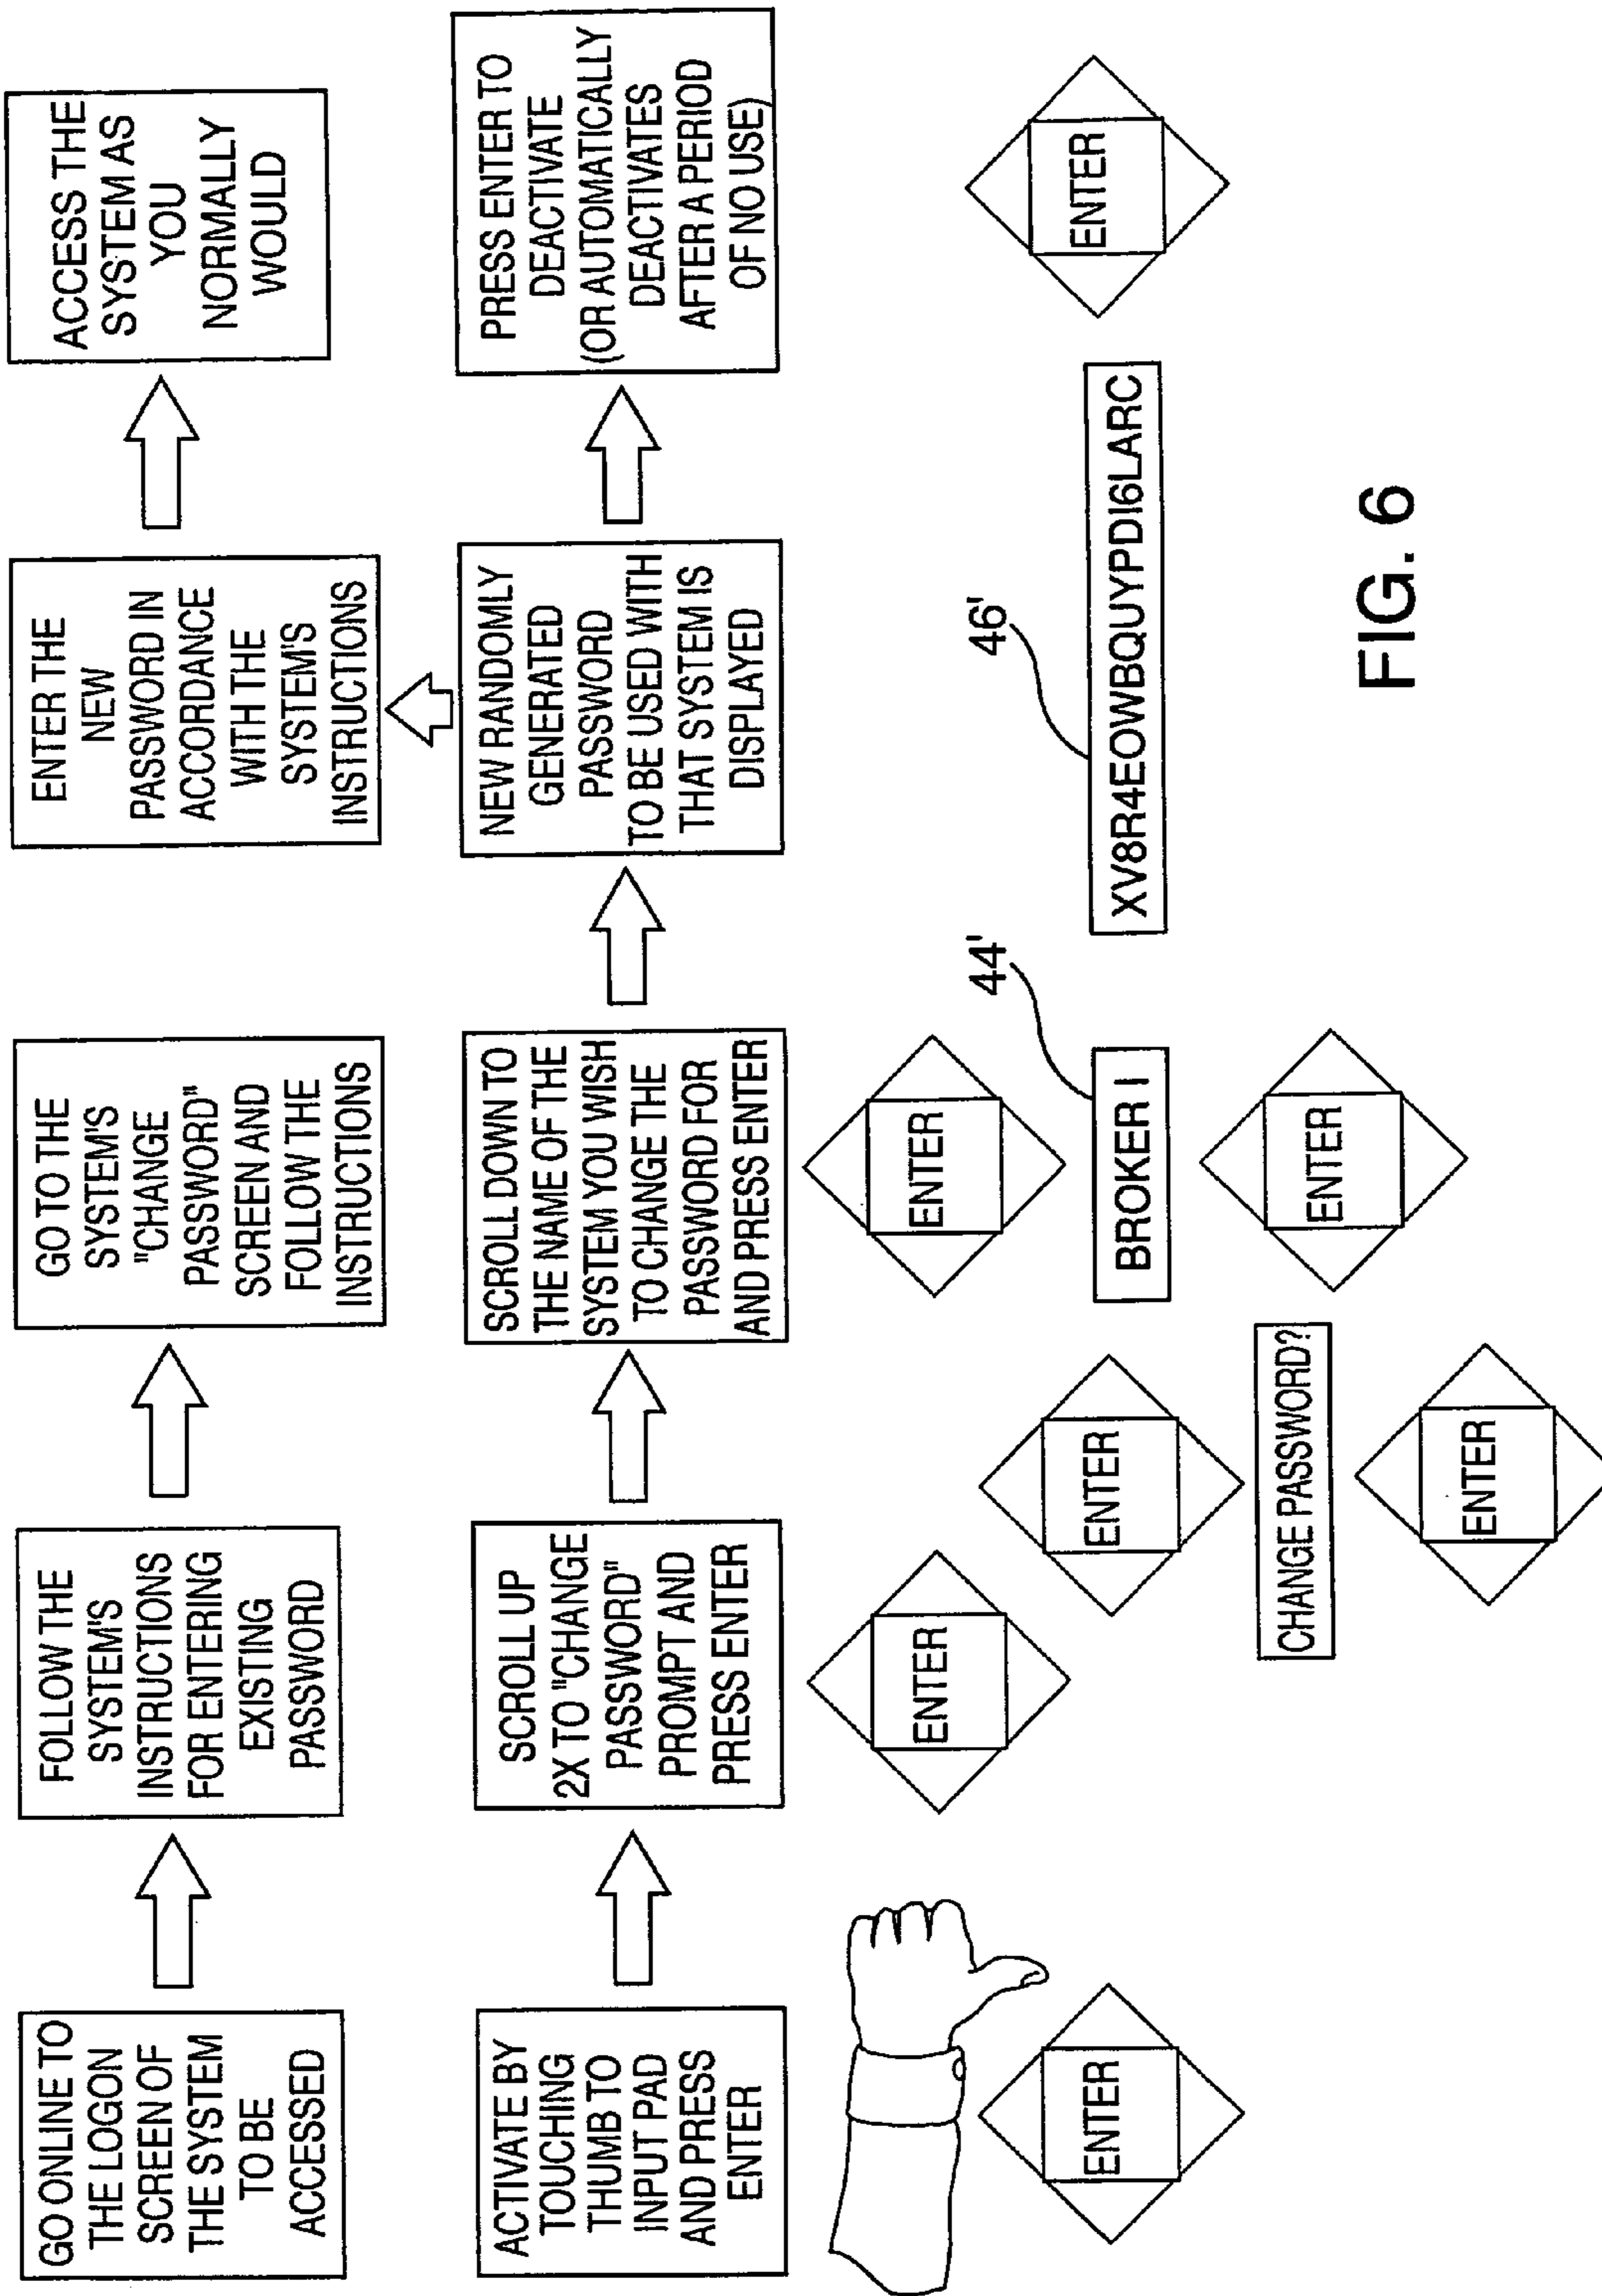 GO ONLINE TO
THE LOGON
SCREEN OF
THE SYSTEM
TO BE
ACCESSED
FOLLOW THE
SYSTEM'S
INSTRUCTIONS
FOR ENTERING
EXISTING
PASSWORD
GO TO THE
SYSTEM'S
"CHANGE
PASSWORD"
SCREEN AND
FOLLOW THE
INSTRUCTIONS
ENTER THE
NEW
PASSWORD IN
ACCORDANCE
WITH THE
SYSTEM'S
INSTRUCTIONS
ACCESS THE
SYSTEM AS
YOU
NORMALLY
WOULD
ACTIVATE BY
TOUCHING
THUMB TO
INPUT PAD
AND PRESS
ENTER
SCROLL UP
2X TO "CHANGE
PASSWORD"
PROMPT AND
PRESS ENTER
SCROLL DOWN TO
THE NAME OF THE
SYSTEM YOU WISH
TO CHANGE THE
PASSWORD FOR
AND PRESS ENTER
NEW RANDOMLY
GENERATED
PASSWORD
TO BE USED WITH
THAT SYSTEM IS
DISPLAYED
PRESS ENTER TO
DEACTIVATE
(OR AUTOMATICALLY
DEACTIVATES
AFTER A PERIOD
OF NO USE)
ENTER
ENTER
ENTER
CHANGE PASSWORD?
ENTER
ENTER
44'
BROKER I
ENTER
46'
XV8R4EOWBQUYPDI6LARC
ENTER
FIG. 6